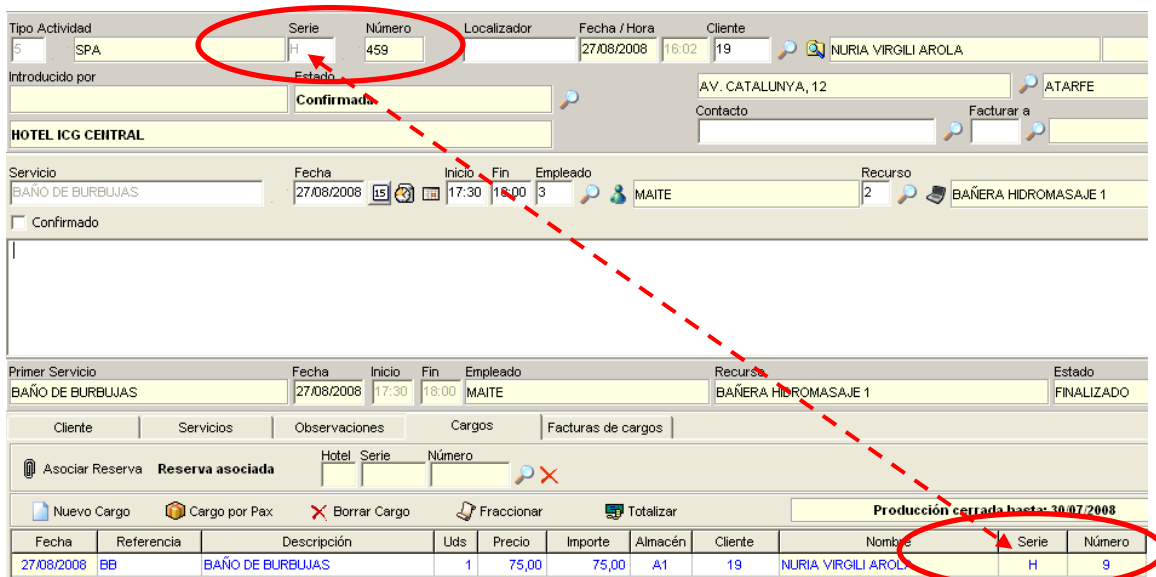 Tipo Actividad Serie Número Localizador Fecha / Hora Cliente
5 SPA H 459 27/08/2008 16:02 19 NURIA VIRGILI AROLA
Introducido por Estado AV. CATALUNYA, 12 ATARFE
Confirmada
Contacto Facturar a
HOTEL ICG CENTRAL
Servicio Fecha Inicio Fin Empleado Recurso
BAÑO DE BURBUJAS 27/08/2008 15 17:30 18:00 3 MAITE 2 BAÑERA HIDROMASAJE 1
Confirmado
Primer Servicio Fecha Inicio Fin Empleado Recurso Estado
BAÑO DE BURBUJAS 27/08/2008 17:30 18:00 MAITE BAÑERA HIDROMASAJE 1 FINALIZADO
Cliente Servicios Observaciones Cargos Facturas de cargos
Hotel Serie Número
Asociar Reserva Reserva asociada
Nuevo Cargo Cargo por Pax Borrar Cargo Fraccionar Totalizar Producción cerrada hasta: 30/07/2008
Fecha Referencia Descripción Uds Precio Importe Almacén Cliente Nombre Serie Número
27/08/2008 BB BAÑO DE BURBUJAS 1 75,00 75,00 A1 19 NURIA VIRGILI AROLA H 9